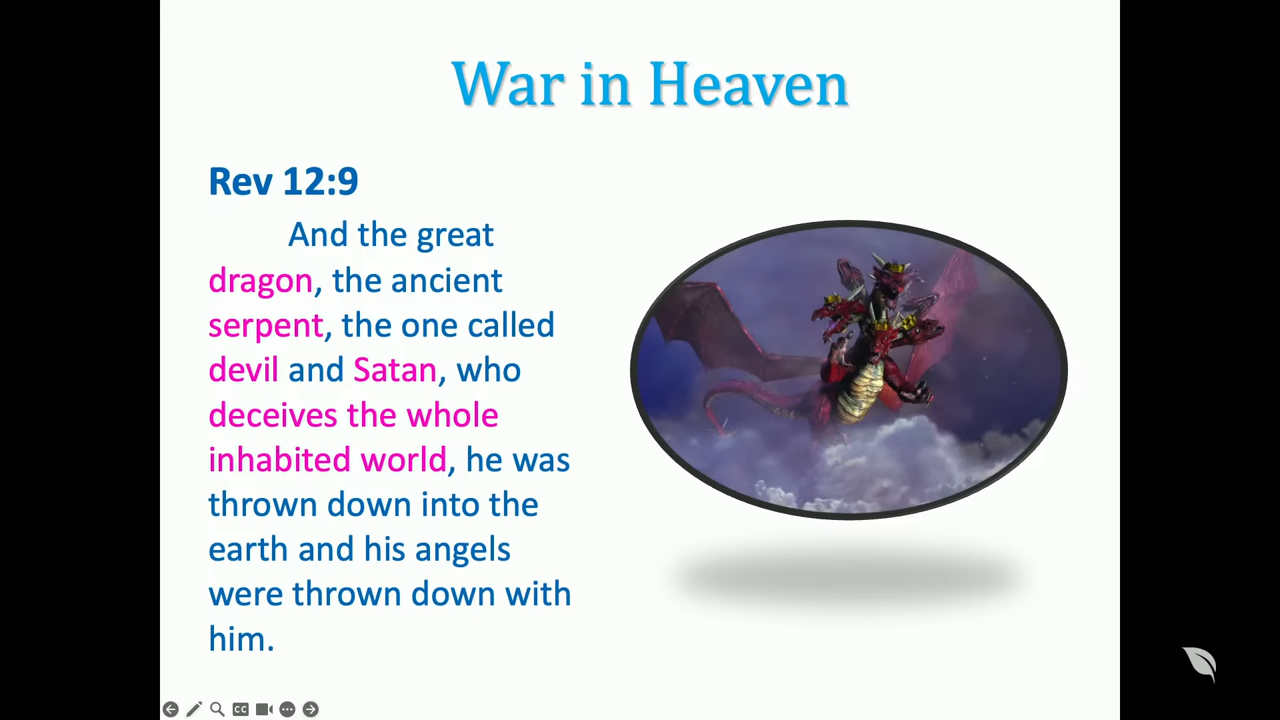 War in Heaven
Rev 12:9
And the great
dragon, the ancient
serpent, the one called
devil and Satan, who
deceives the whole
inhabited world, he was
thrown down into the
earth and his angels
were thrown down with
him.
CC